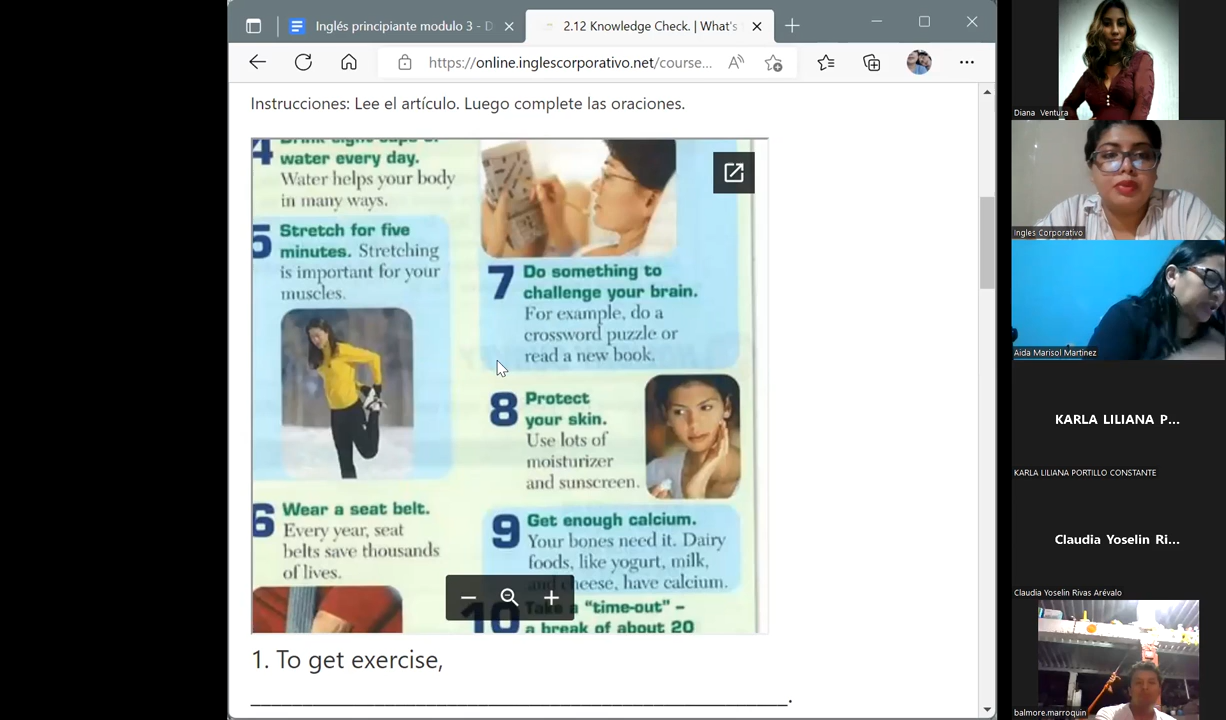 Inglés principiante modulo 3 - D
2.12 Knowledge Check. | What's
https://online.inglescorporativo.net/course...
Instrucciones: Lee el artículo. Luego complete las oraciones.
4
water every day.
Water helps your body
in many ways.
5 Stretch for five
minutes. Stretching
is important for your
muscles.
6 Wear a seat belt.
Every year, seat
belts save thousands
of lives.
7 Do something to
challenge your brain.
For example, do a
crossword puzzle or
read a new book.
8 Protect
your skin.
Use lots of
moisturizer
and sunscreen.
9 Get enough calcium.
Your bones need it. Dairy
foods, like yogurt, milk,
and cheese, have calcium.
10 Take a “time-out” –
a break of about 20
1. To get exercise,
.
Diana Ventura
Ingles Corporativo
Aida Marisol Martinez
KARLA LILIANA P...
KARLA LILIANA PORTILLO CONSTANTE
Claudia Yoselin Ri...
Claudia Yoselin Rivas Arévalo
balmore.marroquin